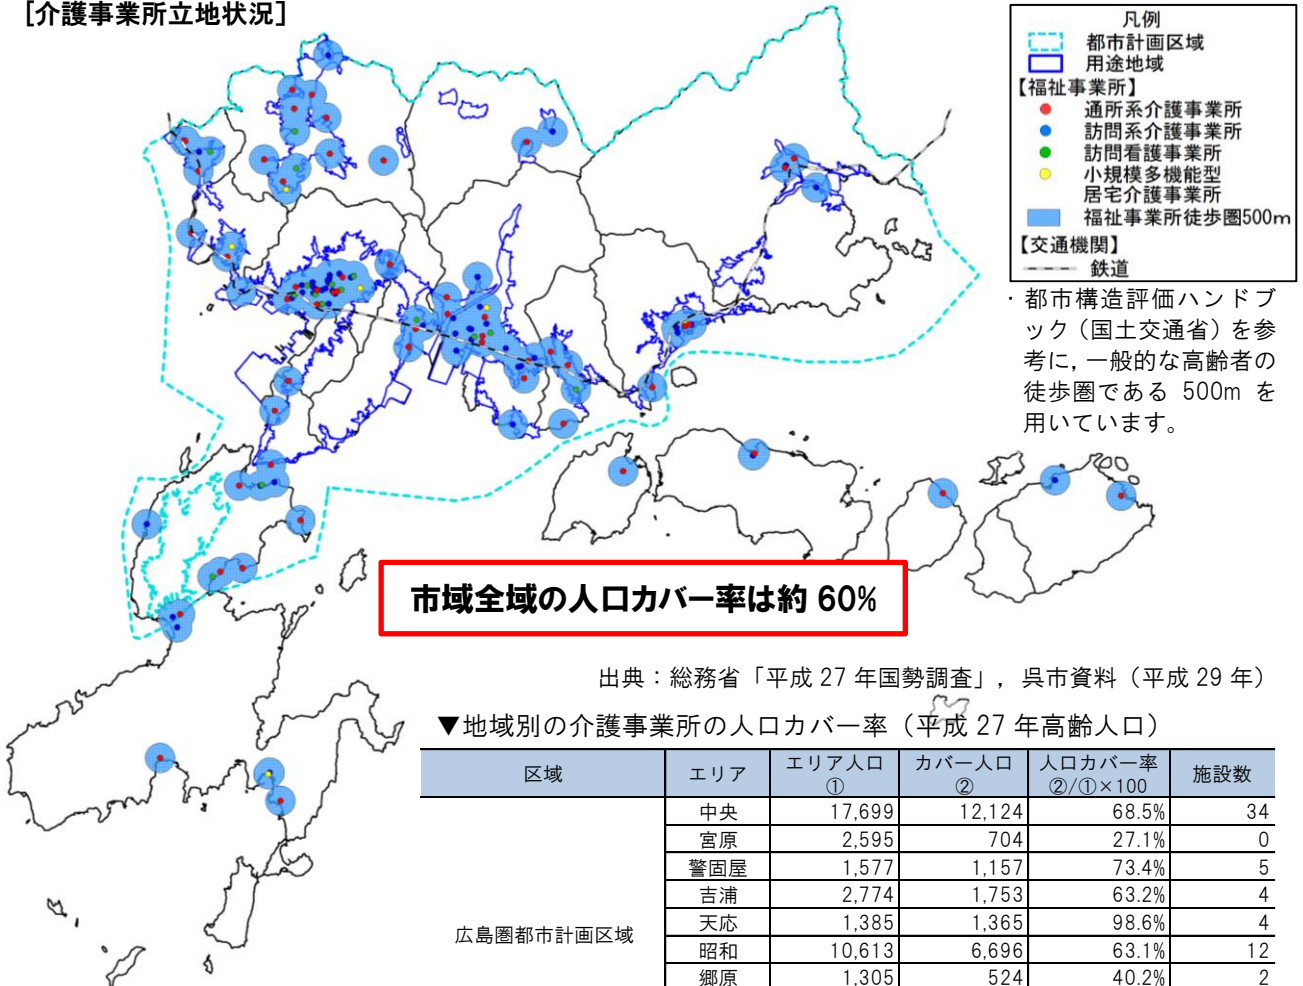 ［介護事業所立地状況］
凡例
都市計画区域
用途地域
【福祉事業所】
通所系介護事業所
訪問系介護事業所
訪問看護事業所
小規模多機能型
居宅介護事業所
福祉事業所徒歩圏500m
【交通機関】
鉄道
・都市構造評価ハンドブ
ック（国土交通省）を参
考に，一般的な高齢者の
徒歩圏である 500m を
用いています。
市域全域の人口カバー率は約 60%
出典：総務省「平成 27 年国勢調査」，呉市資料（平成 29 年）
▼地域別の介護事業所の人口カバー率（平成 27 年高齢人口）
区域 エリア エリア人口① カバー人口② 人口カバー率②/①×100 施設数
中央 17,699 12,124 68.5% 34
宮原 2,595 704 27.1% 0
警固屋 1,577 1,157 73.4% 5
吉浦 2,774 1,753 63.2% 4
天応 1,385 1,365 98.6% 4
広島圏都市計画区域
昭和 10,613 6,696 63.1% 12
郷原 1,305 524 40.2% 2